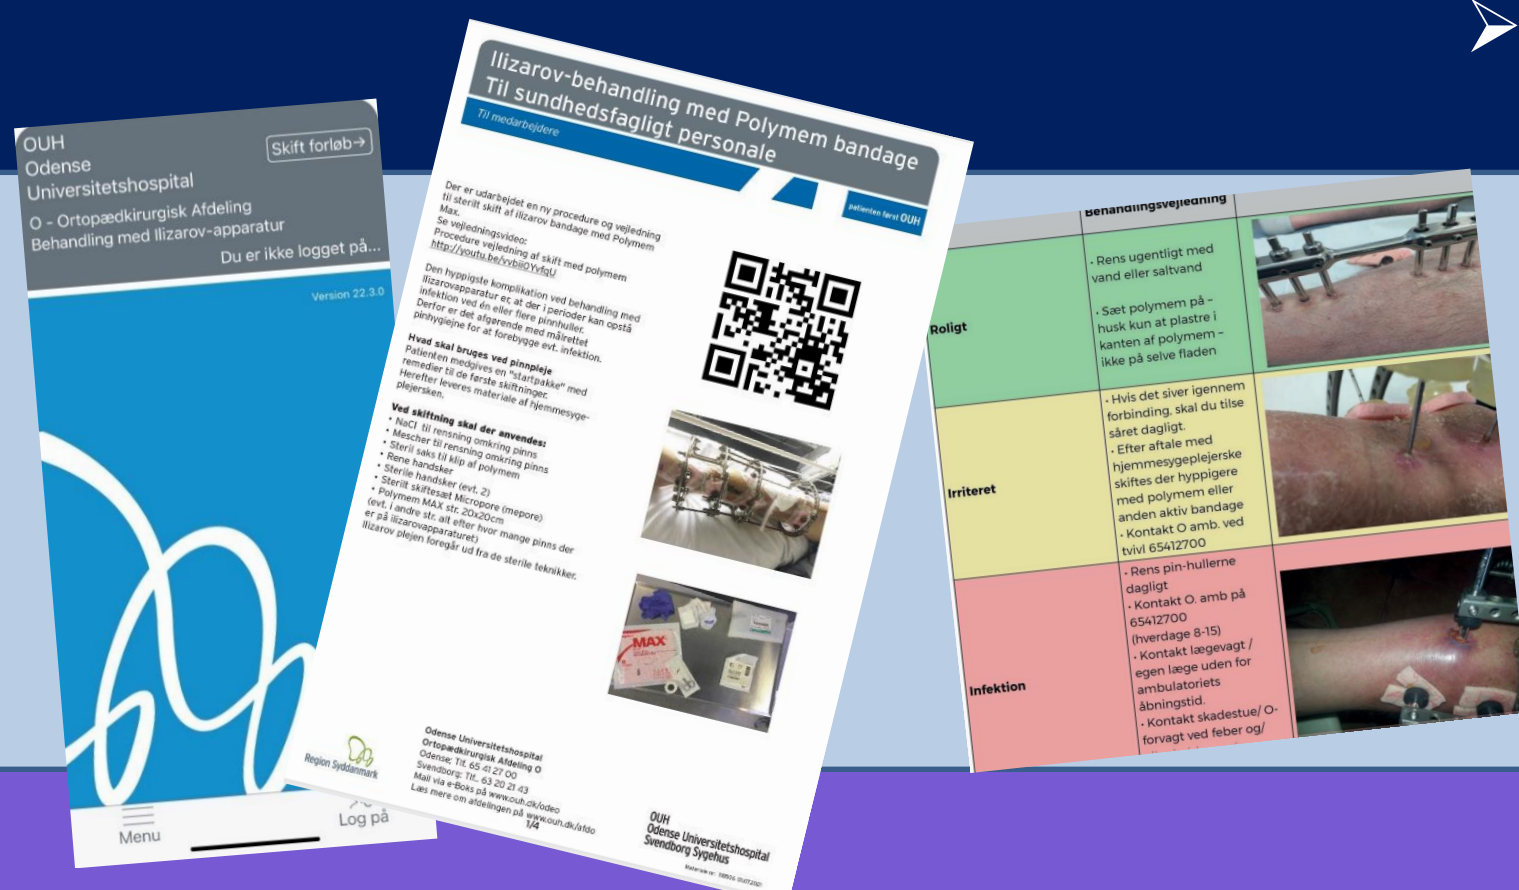 OUH
Odense
Universitetshospital
Skift forløb→
O - Ortopædkirurgisk Afdeling
Behandling med Ilizarov-apparatur
Du er ikke logget på...
Version 22.3.0
Menu
Log på
Ilizarov-behandling med Polymem bandage
Til sundhedsfagligt personale
Til medarbejdere
patienten først OUH
Der er udarbejdet en ny procedure og vejledning
til sterilt skift af ilizarov bandage med Polymem
Max.
Se vejledningsvideo:
Procedure vejledning af skift med polymem
Den hyppigste komplikation ved behandling med
Ilizarovapparatur er, at der i perioder kan opstå
infektion ved én eller flere pinnhuller.
Derfor er det afgørende med målrettet
pinhygiejne for at forebygge evt. infektion.
Hvad skal bruges ved pinnpleje
Patienten medgives en "startpakke" med
remedier til de første skiftninger.
Herefter leveres materiale af hjemmesyge-
plejersken.
Ved skiftning skal der anvendes:
• NaCl til rensning omkring pinns
• Mescher til rensning omkring pinns
• Steril saks til klip af polymem
• Rene handsker
• Sterile handsker (evt. 2)
• Sterilt skiftesæt Micropore (mepore)
• Polymem MAX str. 20x20cm
(evt. i andre str. alt efter hvor mange pinns der
er på ilizarovapparaturet)
Ilizarov plejen foregår ud fra de sterile teknikker.
MAX
Region Syddanmark
Odense Universitetshospital
Ortopædkirurgisk Afdeling O
Odense: Tlf. 65 41 27 00
Svendborg: Tlf. 63 20 21 43
Mail via e-Boks på www.ouh.dk/odeo
Læs mere om afdelingen på www.ouh.dk/afdo
1/4
OUH
Odense Universitetshospital
Svendborg Sygehus
Behandlingsvejledning
Roligt
· Rens ugentligt med
vand eller saltvand
· Sæt polymem på –
husk kun at plastre i
kanten af polymem –
ikke på selve fladen
Irriteret
· Hvis det siver igennem
forbinding, skal du tilse
såret dagligt.
· Efter aftale med
hjemmesygeplejerske
skiftes der hyppigere
med polymem eller
anden aktiv bandage
· Kontakt O amb. ved
tvivl 65412700
Infektion
· Rens pin-hullerne
dagligt
· Kontakt O. amb på
65412700
(hverdage 8-15)
· Kontakt lægevagt /
egen læge uden for
ambulatoriets
åbningstid.
· Kontakt skadestue/ O-
forvagt ved feber og/